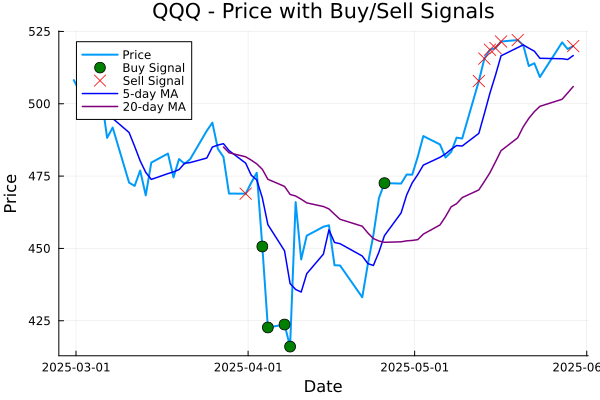 QQQ - Price with Buy/Sell Signals
525
500
475
450
425
Price
Price
Buy Signal
Sell Signal
5-day MA
20-day MA
2025-03-01
2025-04-01
2025-05-01
2025-06
Date